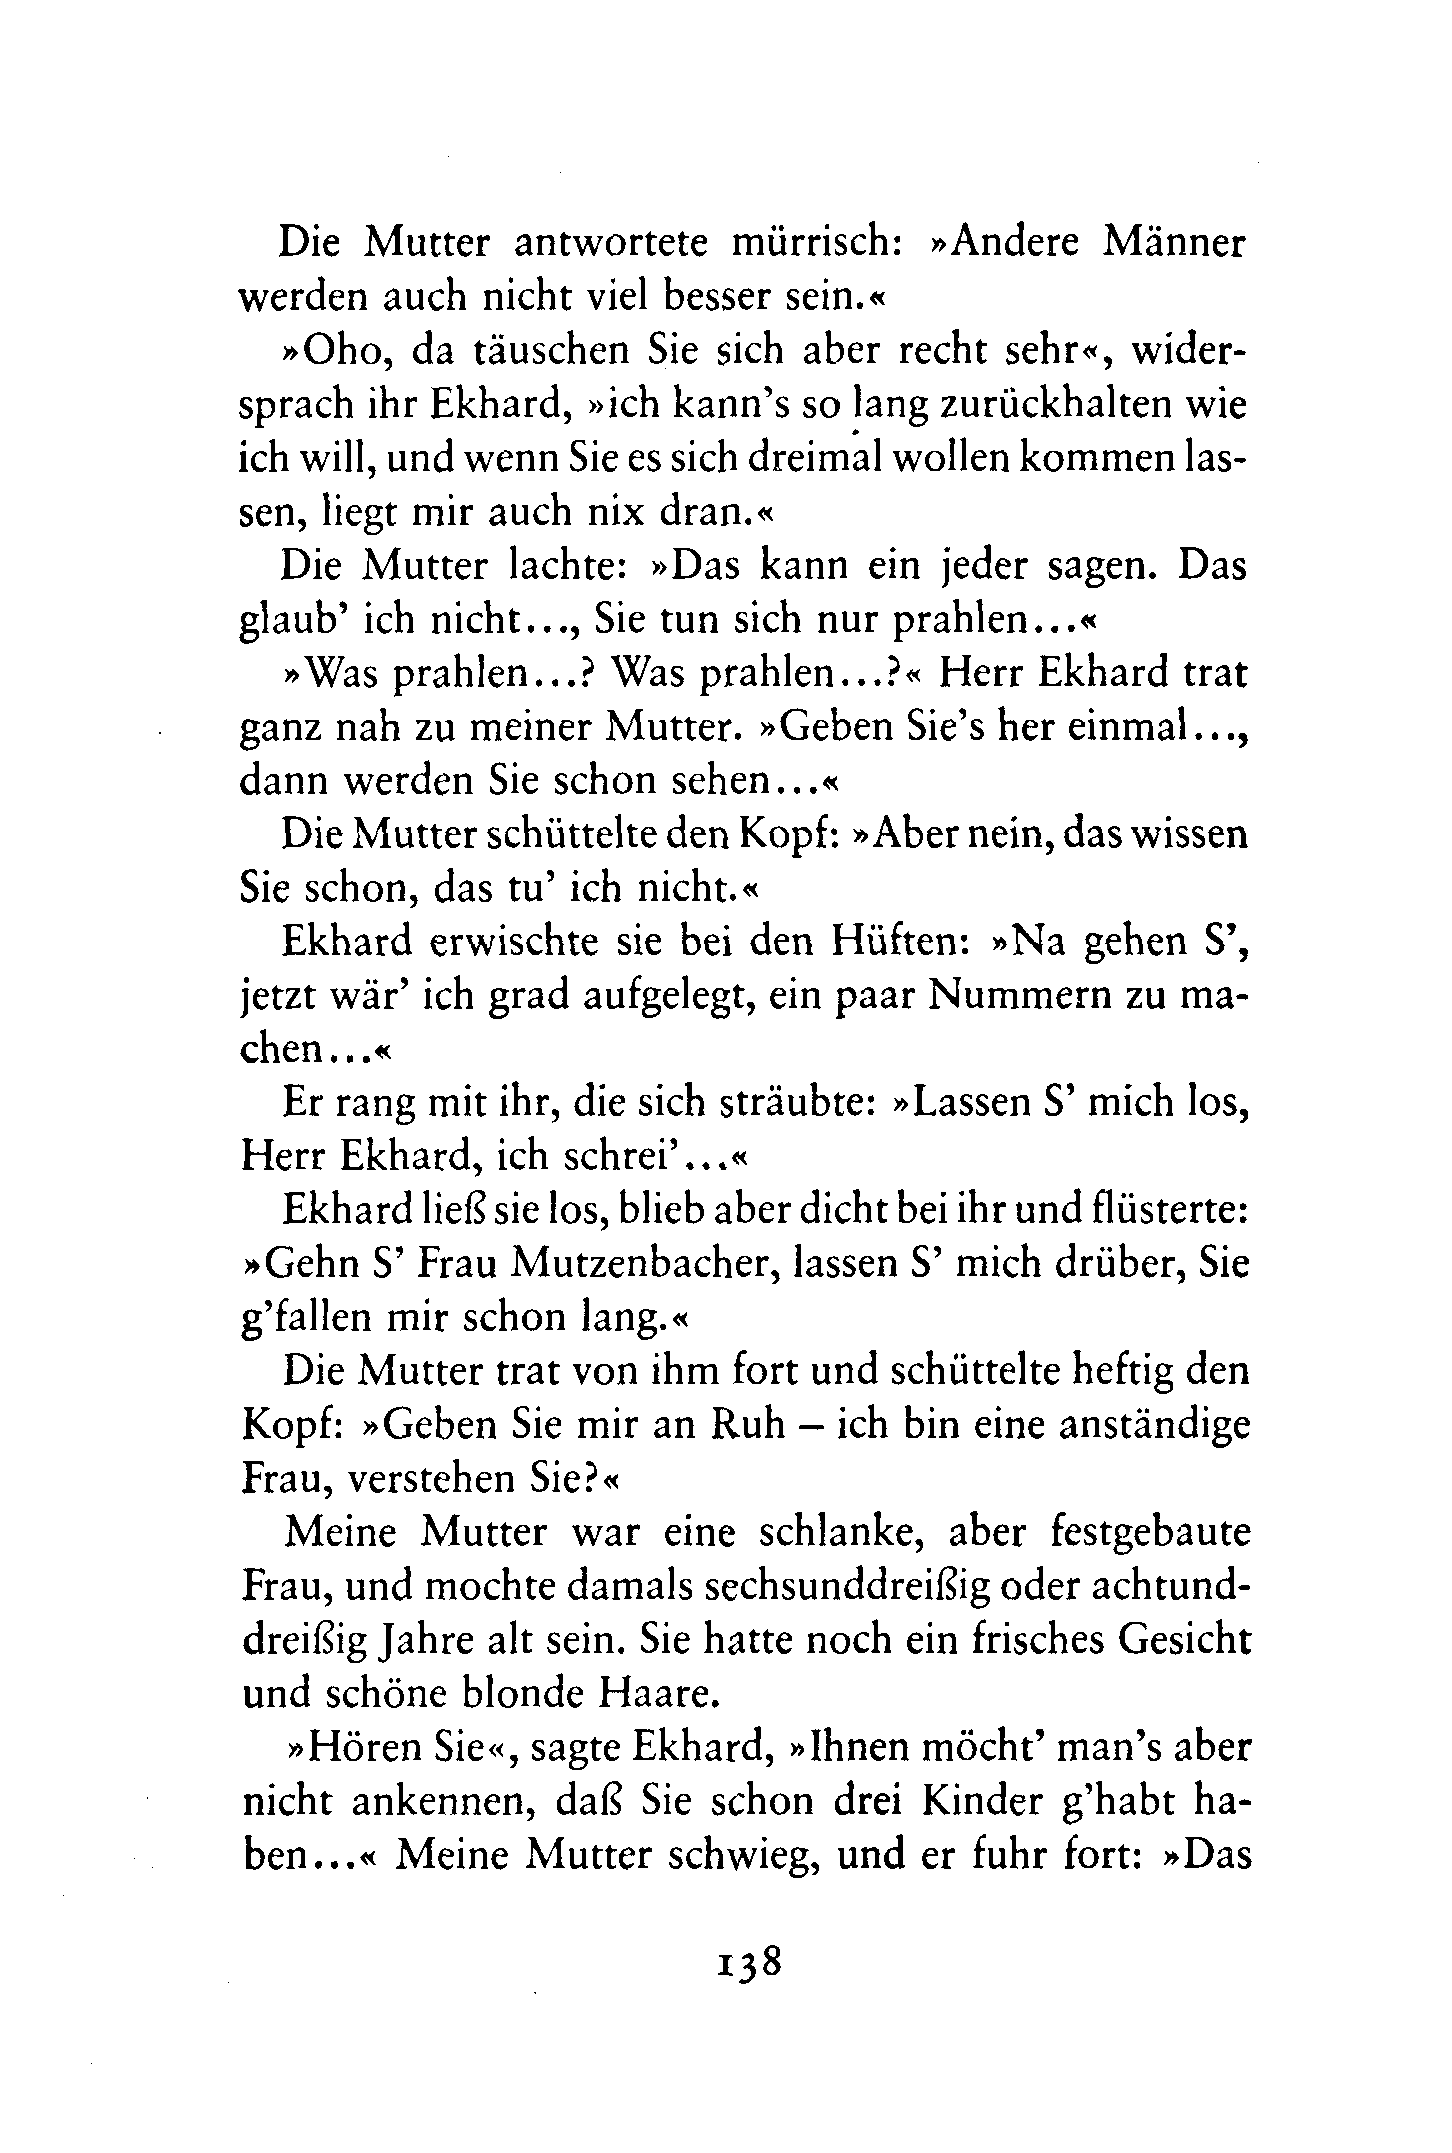 Die Mutter antwortete mürrisch: »Andere Männer
werden auch nicht viel besser sein.«
»Oho, da täuschen Sie sich aber recht sehr«, wider-
sprach ihr Ekhard, »ich kann’s so lang zurückhalten wie
ich will, und wenn Sie es sich dreimal wollen kommen las-
sen, liegt mir auch nix dran.«
Die Mutter lachte: »Das kann ein jeder sagen. Das
glaub’ ich nicht..., Sie tun sich nur prahlen...«
»Was prahlen...? Was prahlen...?« Herr Ekhard trat
ganz nah zu meiner Mutter. »Geben Sie’s her einmal...,
dann werden Sie schon sehen...«
Die Mutter schüttelte den Kopf: »Aber nein, das wissen
Sie schon, das tu’ ich nicht.«
Ekhard erwischte sie bei den Hüften: »Na gehen S’,
jetzt wär’ ich grad aufgelegt, ein paar Nummern zu ma-
chen...«
Er rang mit ihr, die sich sträubte: »Lassen S’ mich los,
Herr Ekhard, ich schrei’...«
Ekhard ließ sie los, blieb aber dicht bei ihr und flüsterte:
»Gehn S’ Frau Mutzenbacher, lassen S’ mich drüber, Sie
g’fallen mir schon lang.«
Die Mutter trat von ihm fort und schüttelte heftig den
Kopf: »Geben Sie mir an Ruh – ich bin eine anständige
Frau, verstehen Sie?«
Meine Mutter war eine schlanke, aber festgebaute
Frau, und mochte damals sechsunddreißig oder achtund-
dreißig Jahre alt sein. Sie hatte noch ein frisches Gesicht
und schöne blonde Haare.
»Hören Sie«, sagte Ekhard, »Ihnen möcht’ man’s aber
nicht ankennen, daß Sie schon drei Kinder g’habt ha-
ben...« Meine Mutter schwieg, und er fuhr fort: »Das
138